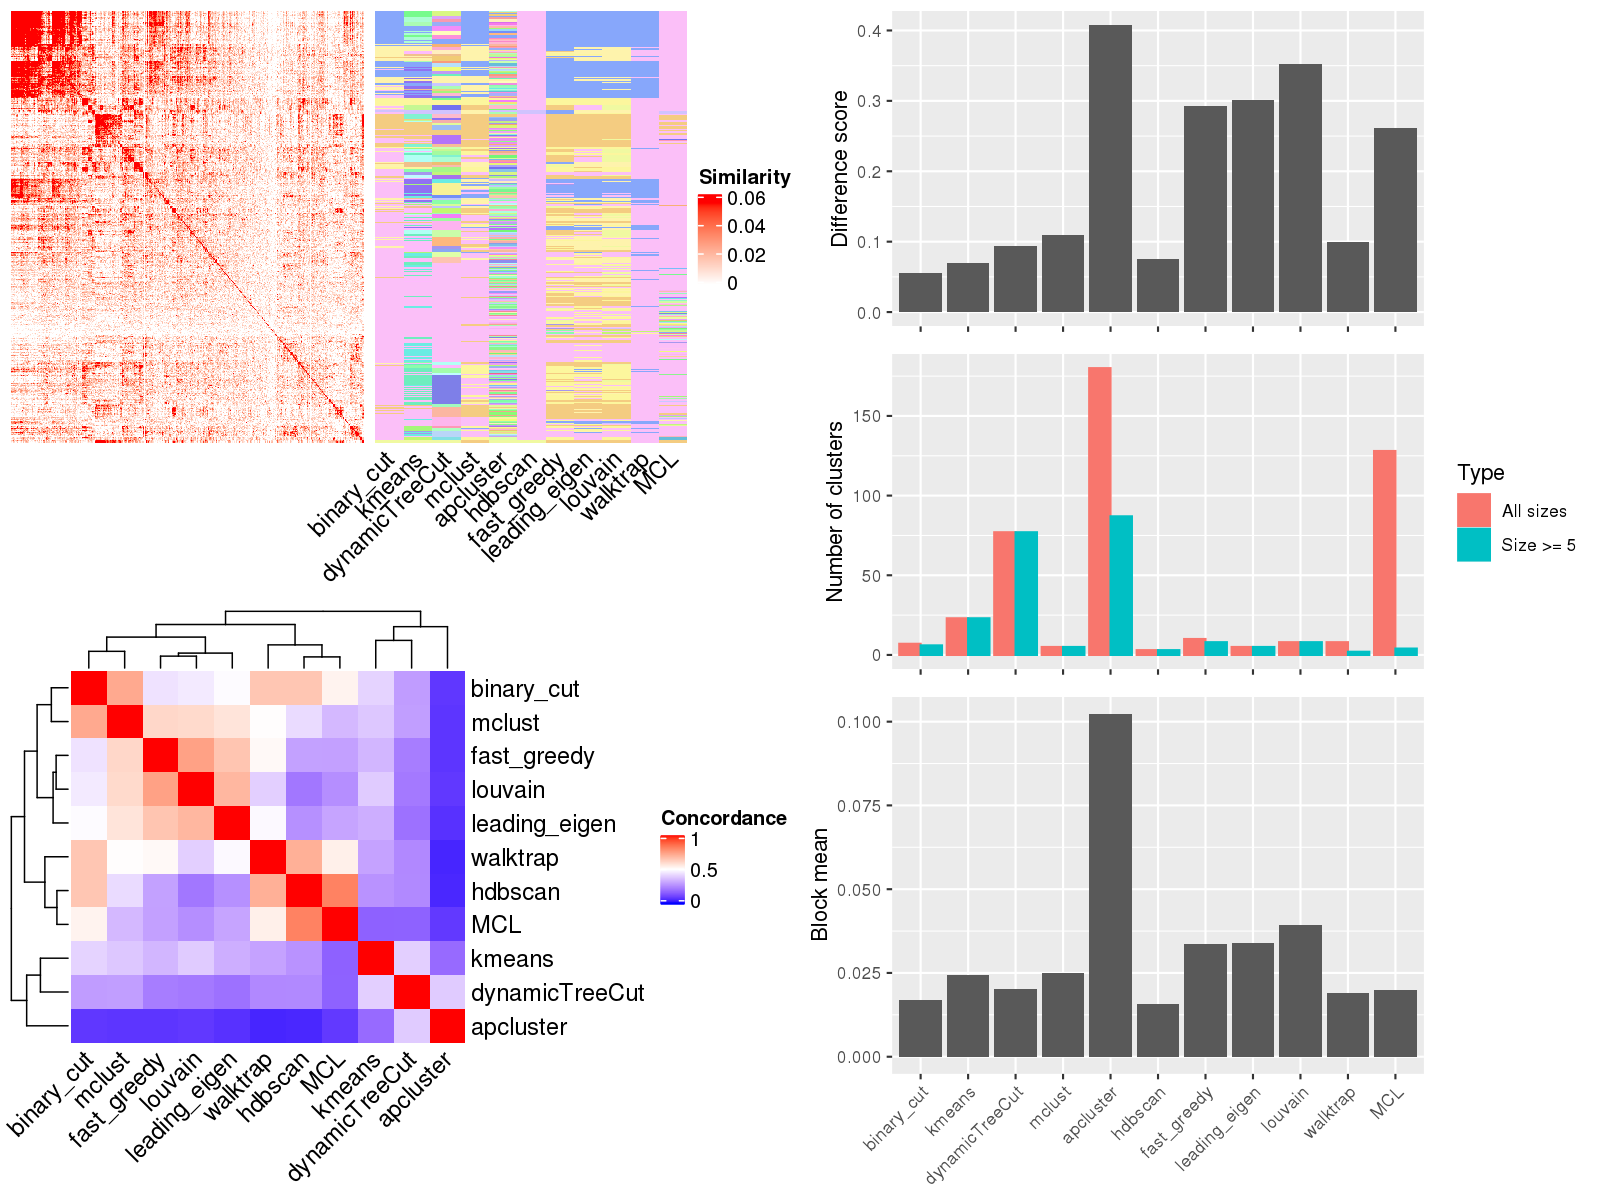 Similarity
0.06
0.04
0.02
0
binary_cut
kmeans
dynamicTreeCut
mclust
apcluster
hdbscan
fast_greedy
leading_eigen
louvain
walktrap
MCL
binary_cut
mclust
fast_greedy
louvain
leading_eigen
walktrap
hdbscan
MCL
kmeans
dynamicTreeCut
apcluster
Concordance
1
0.5
0
binary_cut
mclust
fast_greedy
louvain
leading_eigen
walktrap
hdbscan
MCL
kmeans
dynamicTreeCut
apcluster
Difference score
0.4
0.3
0.2
0.1
0.0
Number of clusters
150
100
50
0
Type
All sizes
Size >= 5
Block mean
0.100
0.075
0.050
0.025
0.000
binary_cut
kmeans
dynamicTreeCut
mclust
apcluster
hdbscan
fast_greedy
leading_eigen
louvain
walktrap
MCL